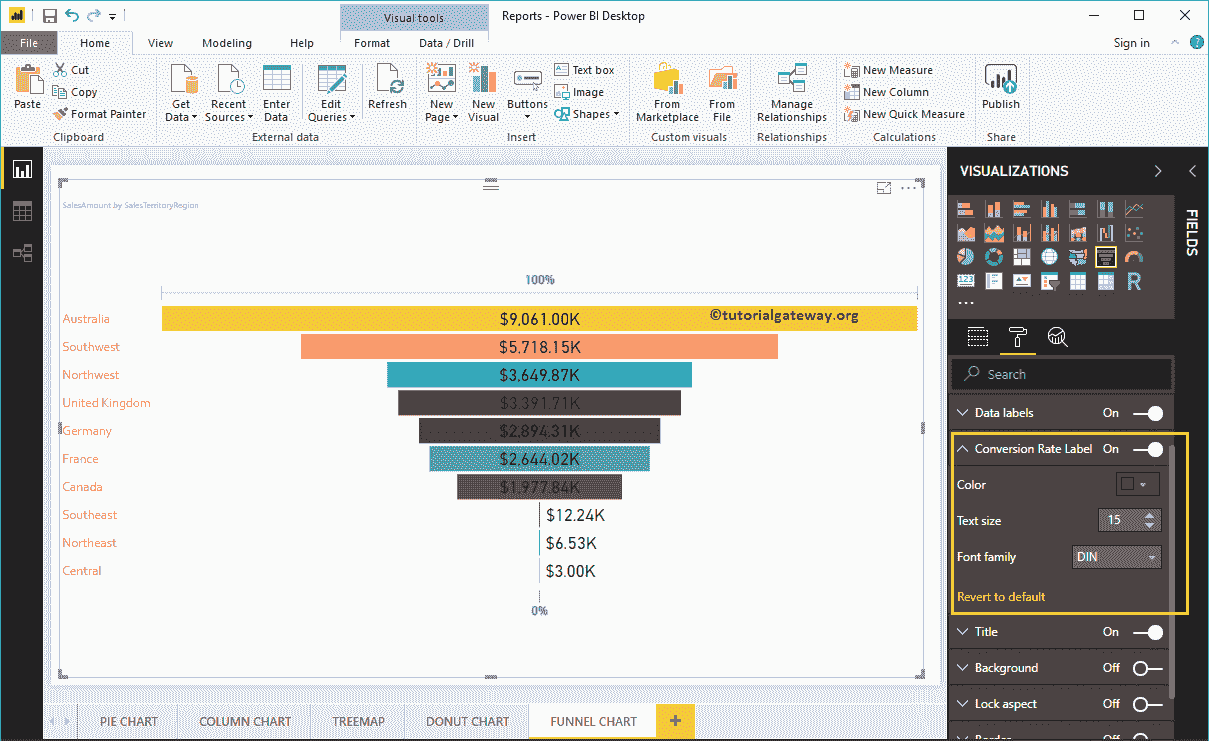 Visual tools
Reports - Power BI Desktop
File
Home
View
Modeling
Help
Format
Data / Drill
Sign in
Paste
Cut
Copy
Format Painter
Clipboard
Get Data
Recent Sources
Enter Data
Edit Queries
Refresh
External data
New Page
New Visual
Buttons
Text box
Image
Shapes
Insert
From Marketplace
From File
Custom visuals
Manage Relationships
Relationships
New Measure
New Column
New Quick Measure
Calculations
Publish
Share
SalesAmount by SalesTerritoryRegion
100%
Australia $9,061.00K
©tutorialgateway.org
Southwest $5,718.15K
Northwest $3,649.87K
United Kingdom $3,391.71K
Germany $2,894.31K
France $2,644.02K
Canada $1,977.84K
Southeast $12.24K
Northeast $6.53K
Central $3.00K
0%
VISUALIZATIONS
FIELDS
123
R
Search
Data labels On
Conversion Rate Label On
Color
Text size 15
Font family DIN
Revert to default
Title On
Background Off
Lock aspect Off
Border Off
PIE CHART
COLUMN CHART
TREEMAP
DONUT CHART
FUNNEL CHART
+